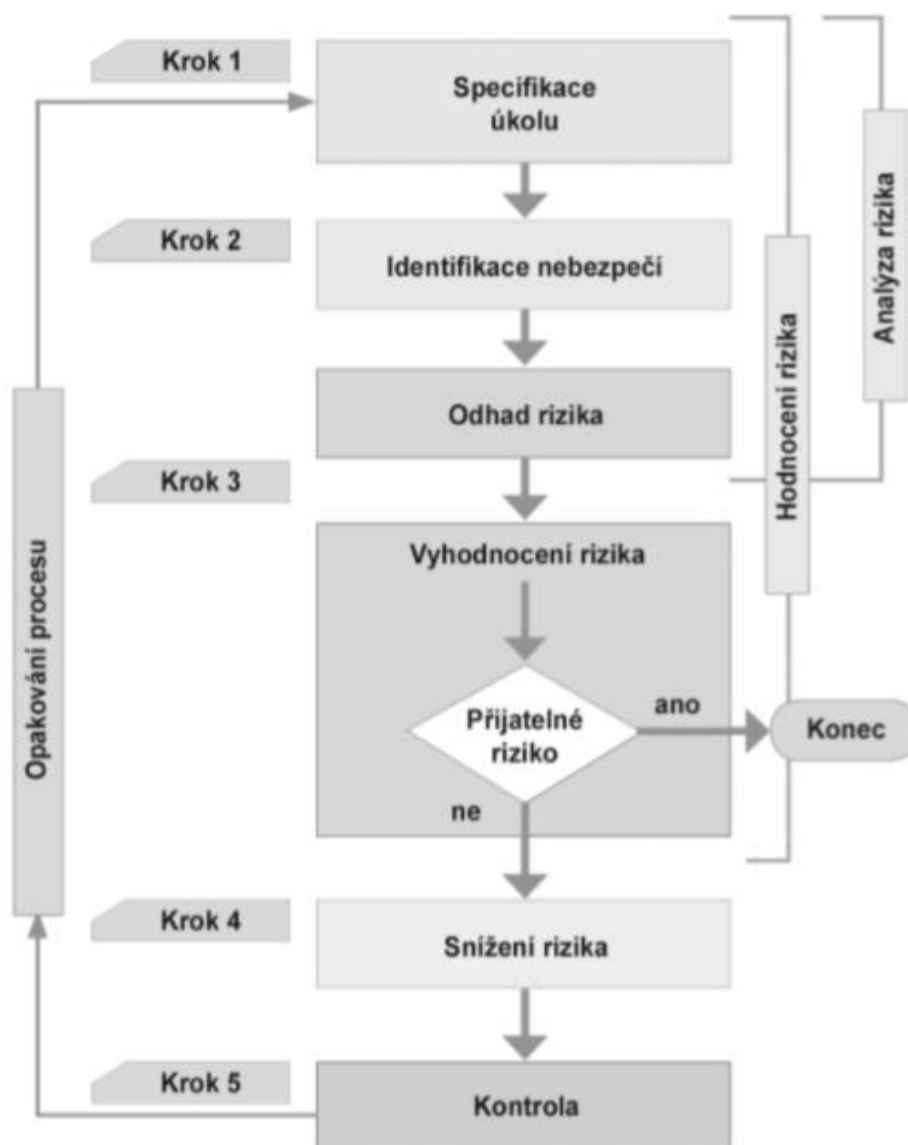 Krok 1
Specifikace
úkolu
Krok 2
Identifikace nebezpečí
Odhad rizika
Krok 3
Vyhodnocení rizika
Přijatelné
riziko
ano
Konec
ne
Krok 4
Snížení rizika
Krok 5
Kontrola
Opakování procesu
Hodnocení rizika
Analýza rizika